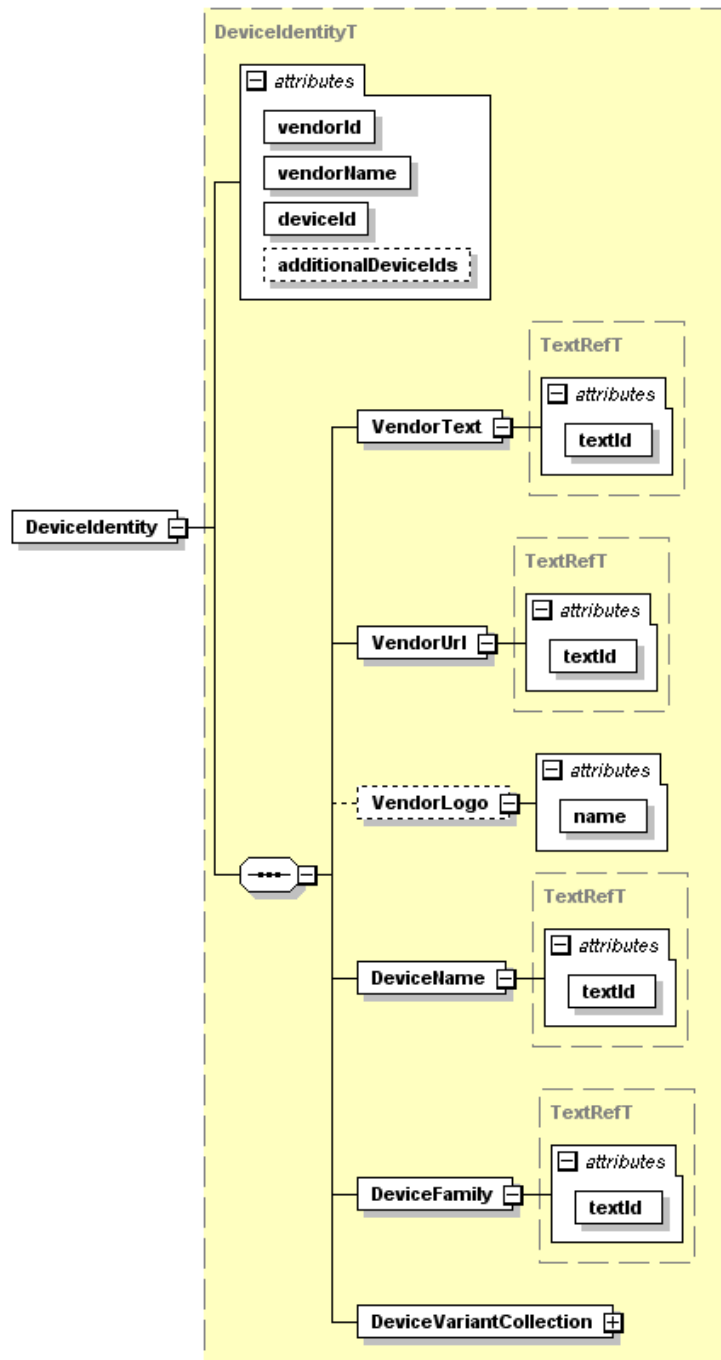 DeviceIdentityT
attributes
vendorId
vendorName
deviceId
additionalDeviceIds
TextRefT
attributes
VendorText
textId
DeviceIdentity
TextRefT
attributes
VendorUrl
textId
attributes
VendorLogo
name
TextRefT
attributes
DeviceName
textId
TextRefT
attributes
DeviceFamily
textId
DeviceVariantCollection